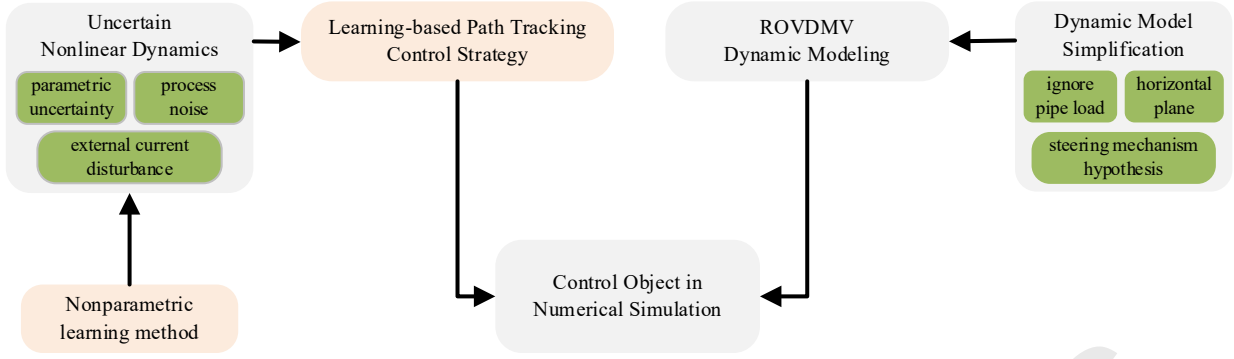 Uncertain
Nonlinear Dynamics
parametric
uncertainty
process
noise
external current
disturbance
Nonparametric
learning method
Learning-based Path Tracking
Control Strategy
ROVDMV
Dynamic Modeling
Dynamic Model
Simplification
ignore
pipe load
horizontal
plane
steering mechanism
hypothesis
Control Object in
Numerical Simulation